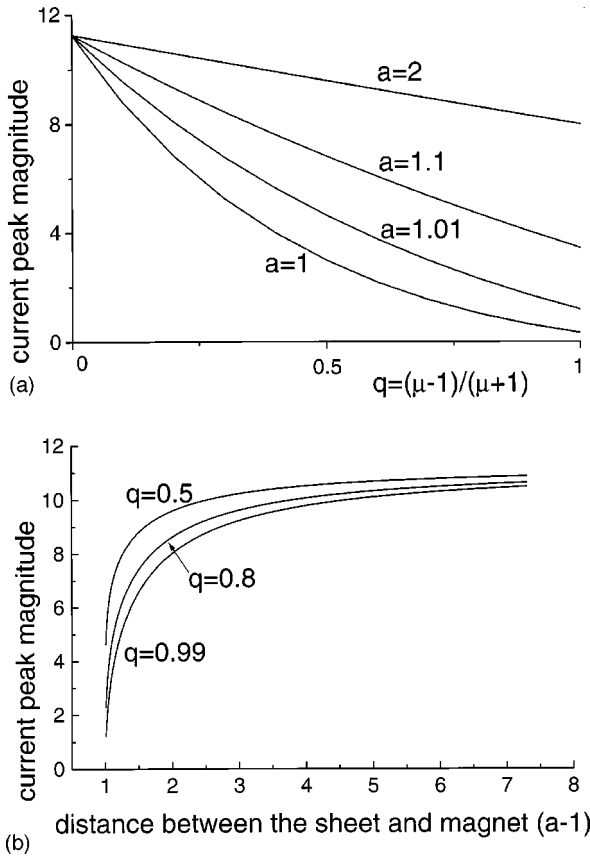 12
8
4
0
current peak magnitude
a=2
a=1.1
a=1.01
a=1
0
0.5
1
q=(μ-1)/(μ+1)
(a)
12
10
8
6
4
2
0
current peak magnitude
q=0.5
q=0.8
q=0.99
1 2 3 4 5 6 7 8
distance between the sheet and magnet (a-1)
(b)